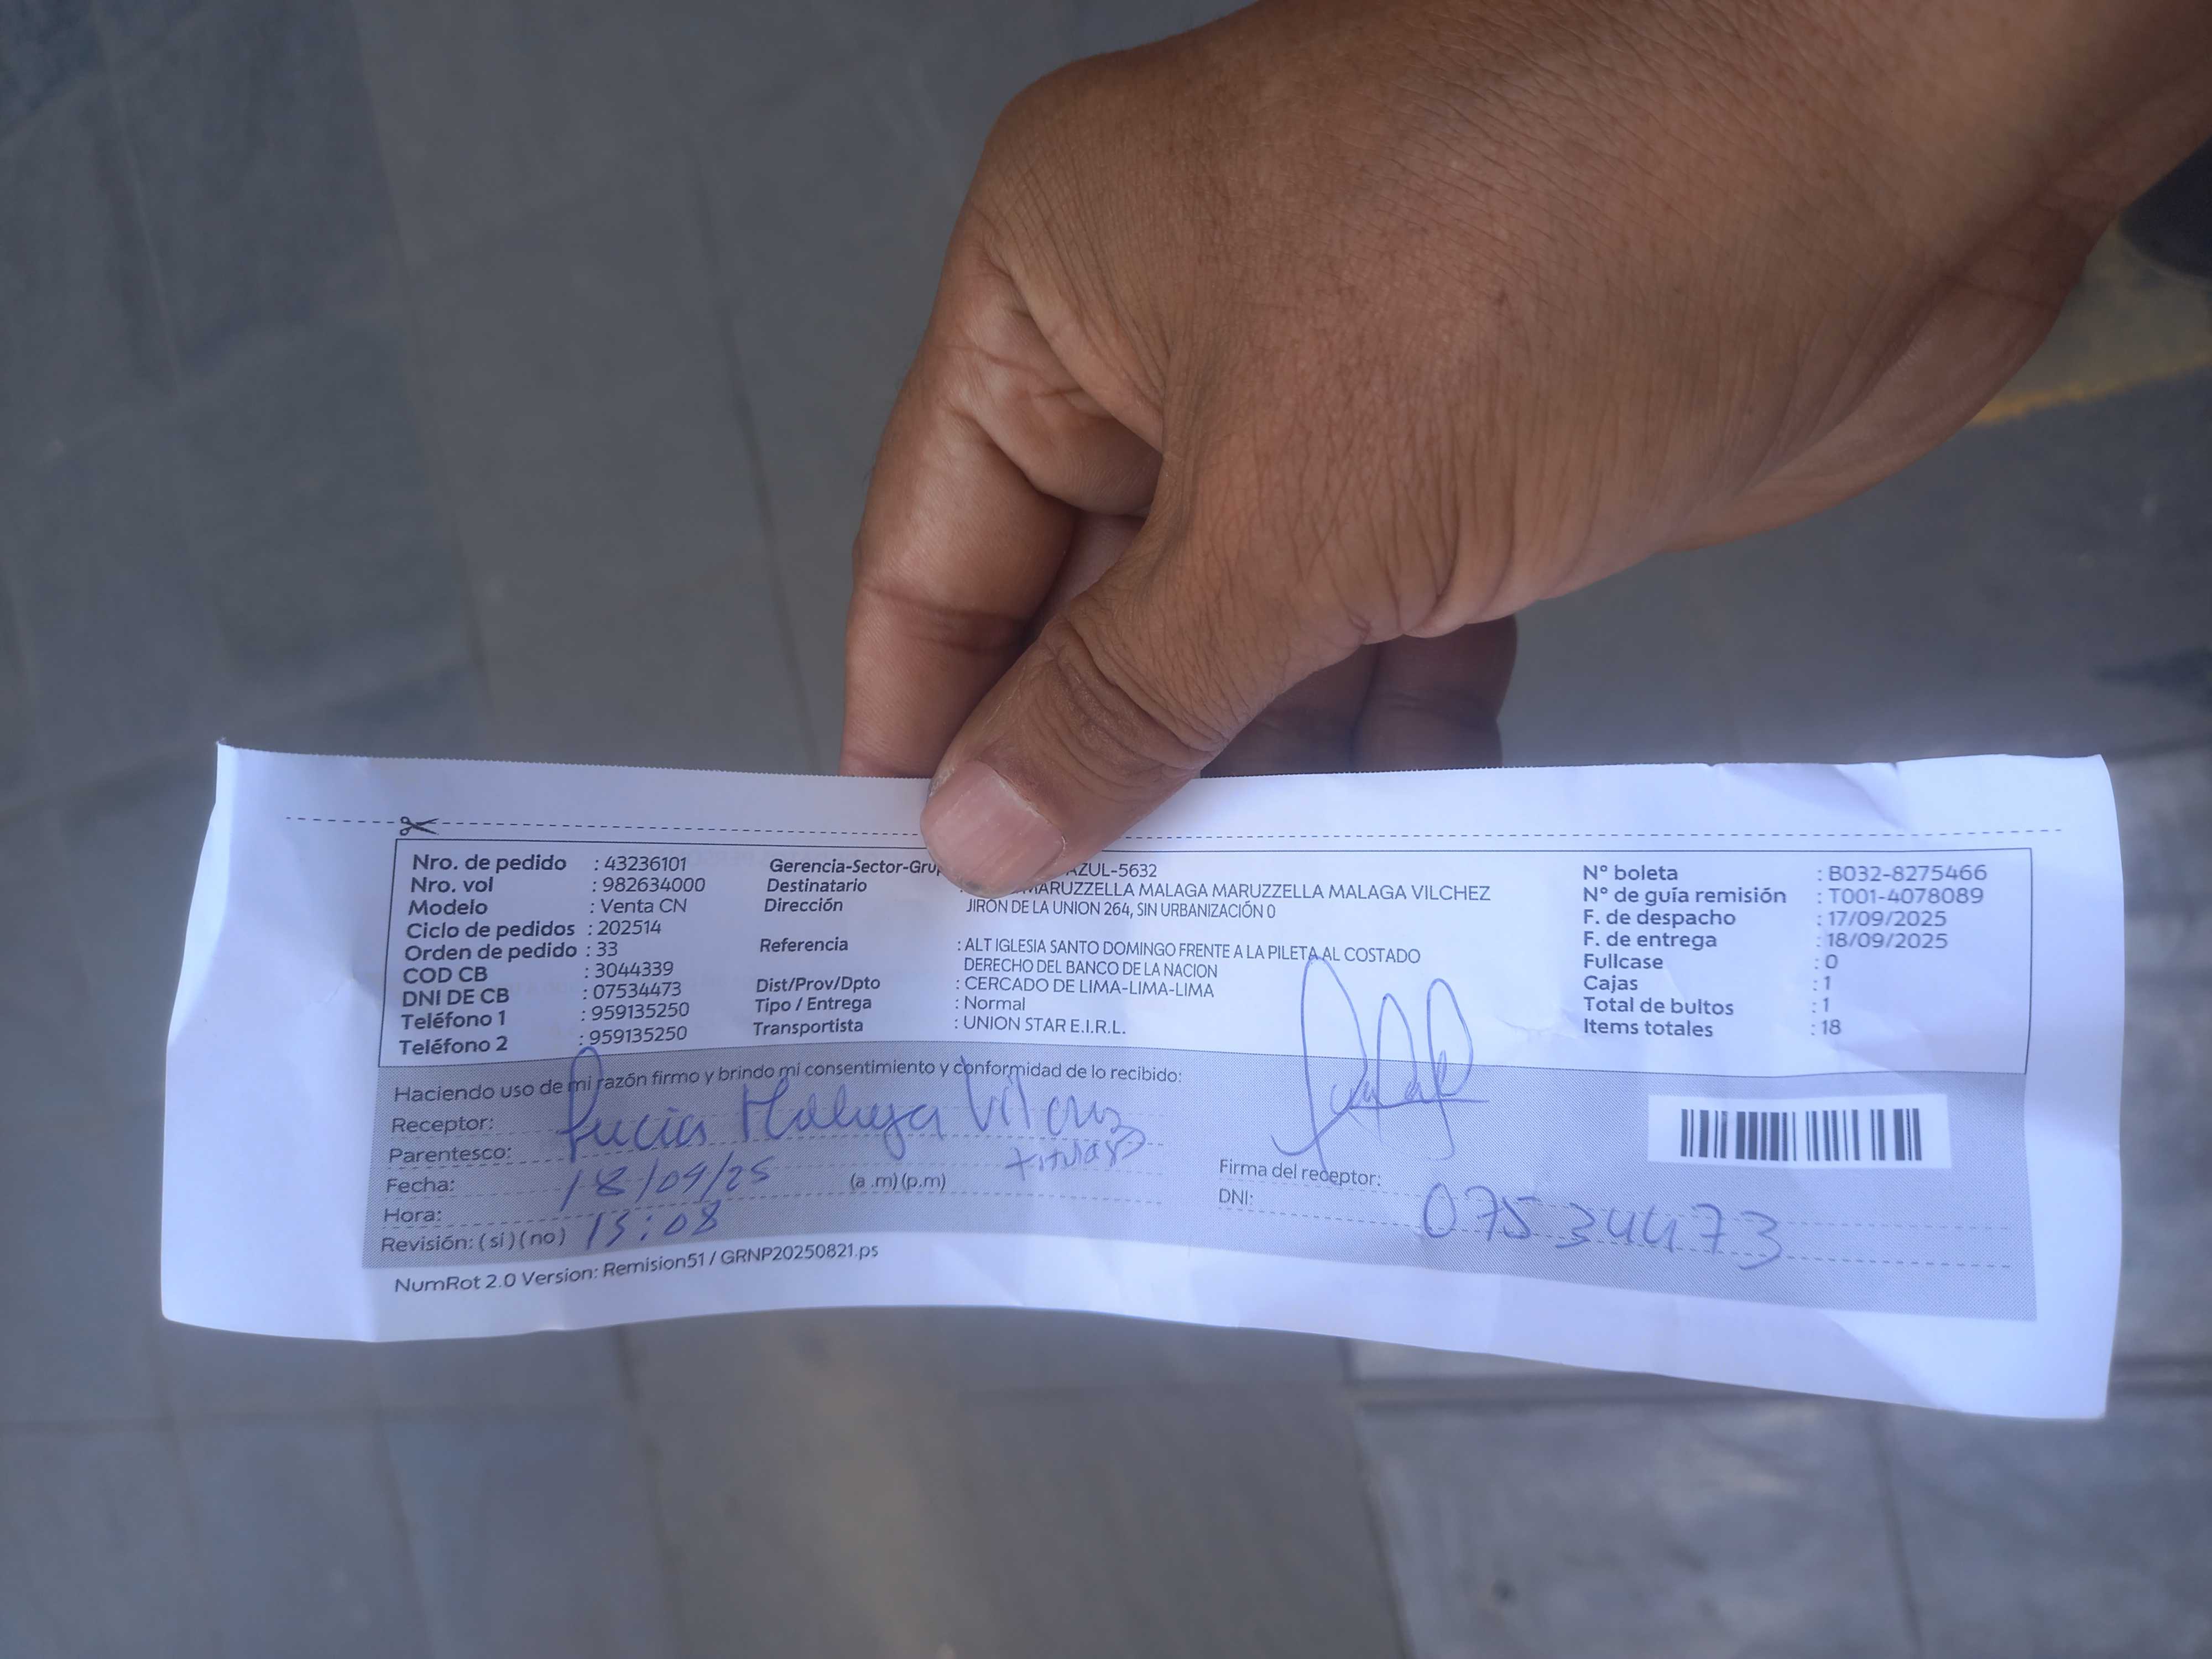 Nro. de pedido : 43236101
Nro. vol : 982634000
Modelo : Venta CN
Ciclo de pedidos : 202514
Orden de pedido : 33
COD CB : 3044339
DNI DE CB : 07534473
Teléfono 1 : 959135250
Teléfono 2 : 959135250
Gerencia-Sector-Gru AZUL-5632
Destinatario MARUZZELLA MALAGA MARUZZELLA MALAGA VILCHEZ
Dirección JIRON DE LA UNION 264, SIN URBANIZACIÓN 0
Referencia : ALT IGLESIA SANTO DOMINGO FRENTE A LA PILETA AL COSTADO
DERECHO DEL BANCO DE LA NACION
Dist/Prov/Dpto : CERCADO DE LIMA-LIMA-LIMA
Tipo / Entrega : Normal
Transportista : UNION STAR E.I.R.L.
N° boleta : B032-8275466
N° de guía remisión : T001-4078089
F. de despacho : 17/09/2025
F. de entrega : 18/09/2025
Fullcase : 0
Cajas : 1
Total de bultos : 1
Items totales : 18
Haciendo uso de mi razón firmo y brindo mi consentimiento y conformidad de lo recibido:
Receptor: Lucia Malaga
Parentesco: titular
Fecha: 18/09/25 (a .m) (p.m)
Hora: 13:08
Revisión: ( si ) ( no )
Firma del receptor:
DNI: 07534473
NumRot 2.0 Version: Remision51 / GRNP20250821.ps